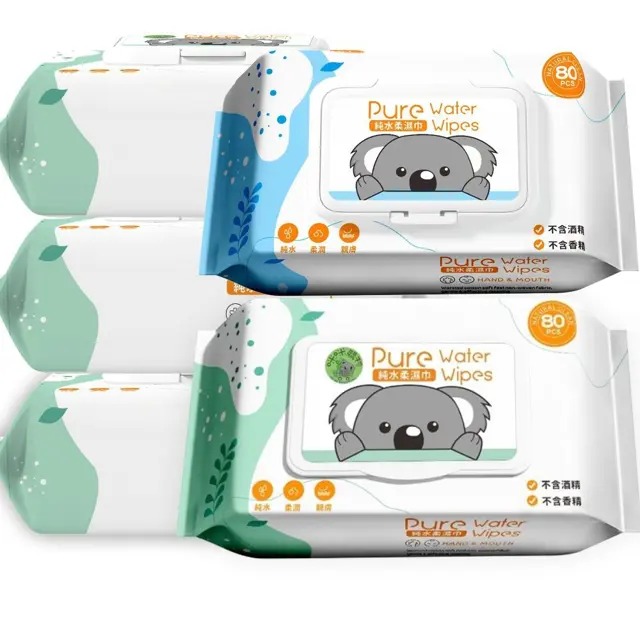 NATURAL
80
PCS
Pure Water
純水柔濕巾 Wipes
純水 柔濕 親膚
不含酒精
不含香精
Pure Water
純水柔濕巾 Wipes
HAND & MOUTH
80
PCS
Pure Water
純水柔濕巾 Wipes
純水 柔濕 親膚
不含酒精
不含香精
Pure Water
純水柔濕巾 Wipes
HAND & MOUTH